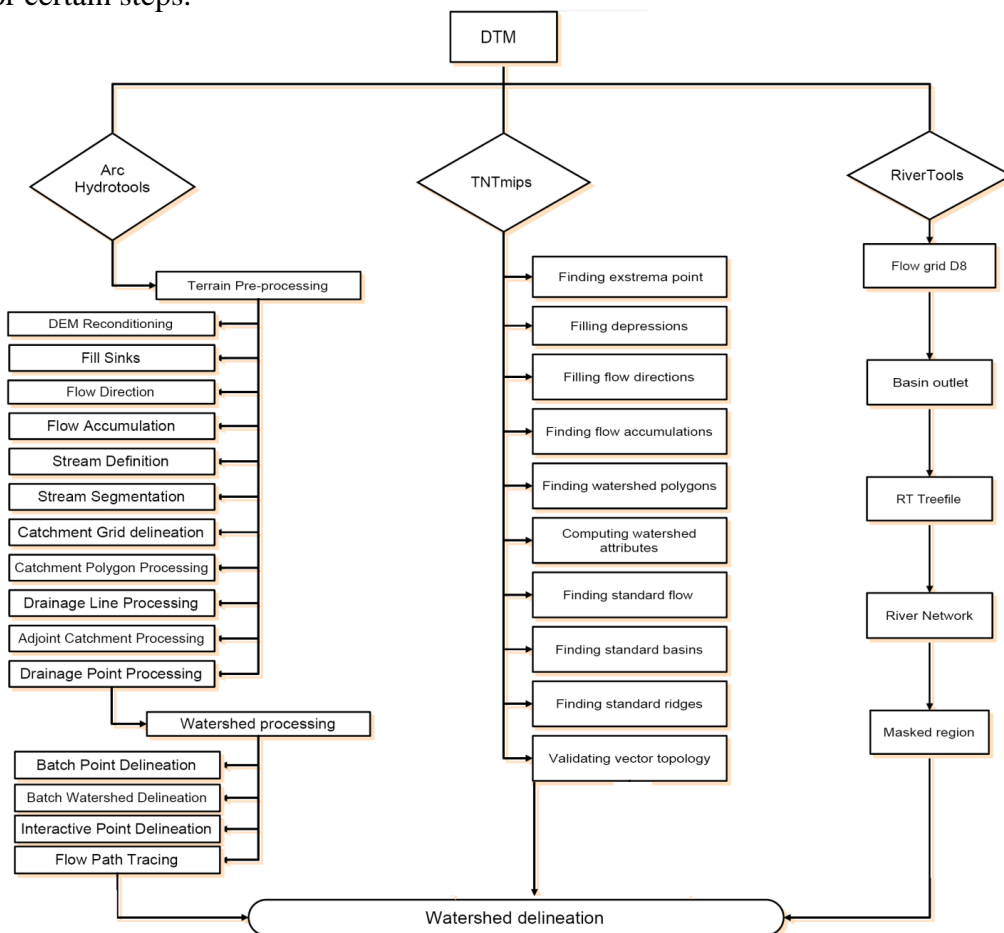 or certain steps.
DTM
Arc
Hydrotools
TNTmips
RiverTools
Terrain Pre-processing
DEM Reconditioning
Fill Sinks
Flow Direction
Flow Accumulation
Stream Definition
Stream Segmentation
Catchment Grid delineation
Catchment Polygon Processing
Drainage Line Processing
Adjoint Catchment Processing
Drainage Point Processing
Watershed processing
Batch Point Delineation
Batch Watershed Delineation
Interactive Point Delineation
Flow Path Tracing
Finding exstrema point
Filling depressions
Filling flow directions
Finding flow accumulations
Finding watershed polygons
Computing watershed
attributes
Finding standard flow
Finding standard basins
Finding standard ridges
Validating vector topology
Flow grid D8
Basin outlet
RT Treefile
River Network
Masked region
Watershed delineation